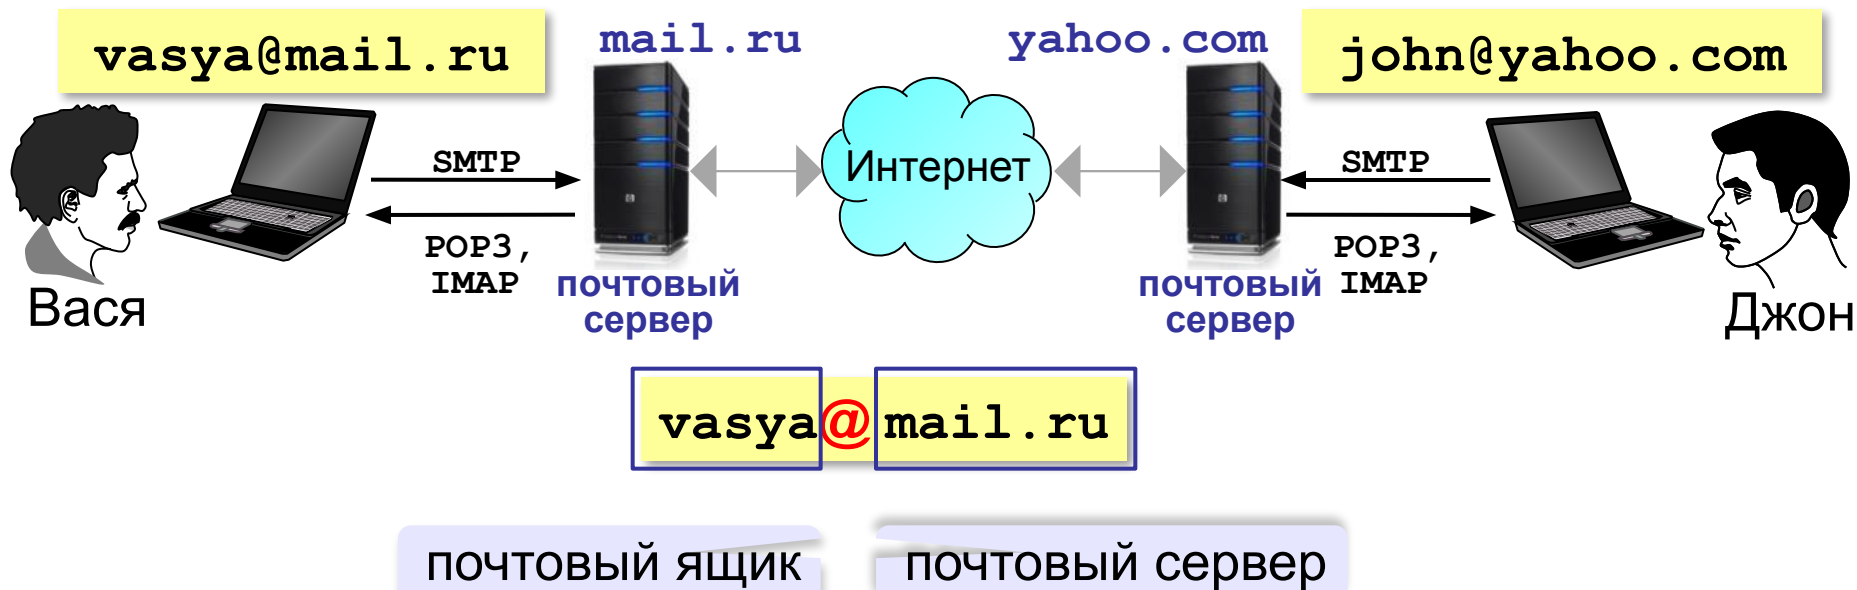 vasya@mail.ru
mail.ru
yahoo.com
john@yahoo.com
SMTP
Интернет
SMTP
POP3,
IMAP
почтовый
сервер
почтовый
сервер
POP3,
IMAP
Вася
Джон
vasya@mail.ru
почтовый ящик
почтовый сервер